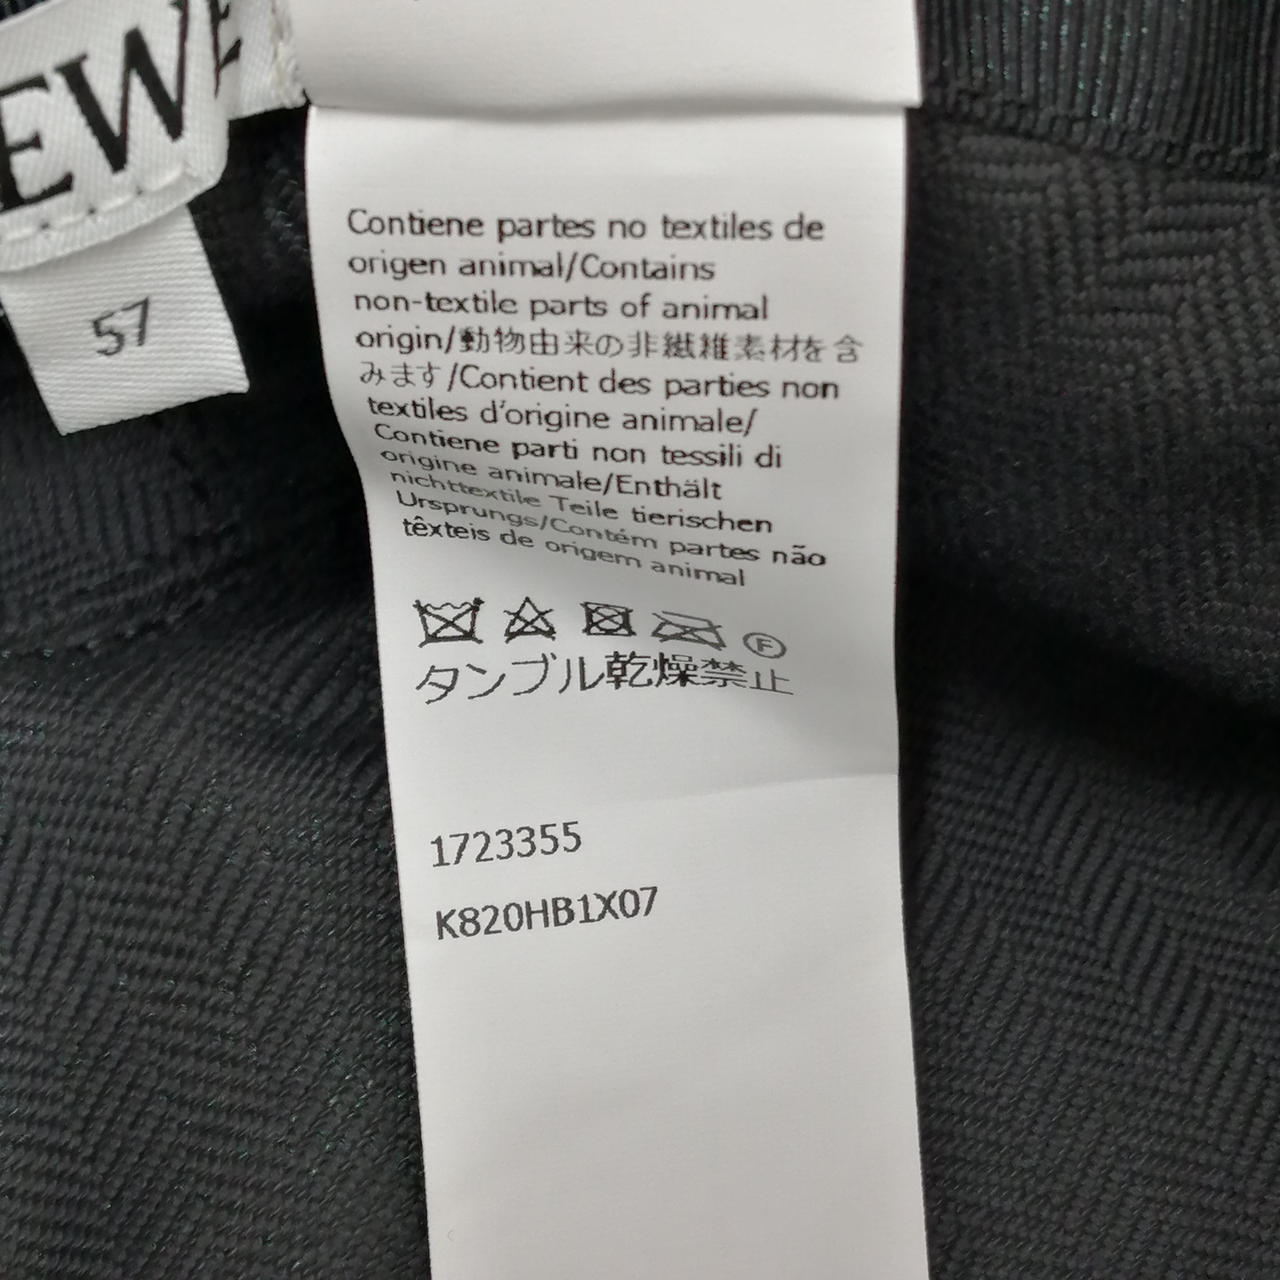 EW
E
57
Contiene partes no textiles de
origen animal/Contains
non-textile parts of animal
origin/動物由来の非繊維素材を含
みます/Contient des parties non
textiles d'origine animale/
Contiene parti non tessili di
origine animale/Enthält
nichttextile Teile tierischen
Ursprungs/Contém partes não
têxteis de origem animal
F
タンブル乾燥禁止
1723355
K820HB1X07